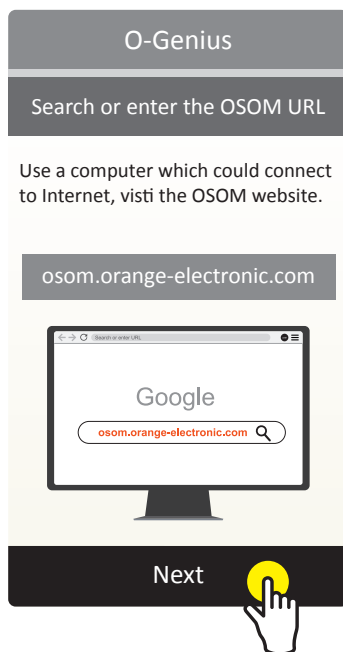 O-Genius
Search or enter the OSOM URL
Use a computer which could connect
to Internet, visti the OSOM website.
osom.orange-electronic.com
Search or enter URL
Google
osom.orange-electronic.com
Next